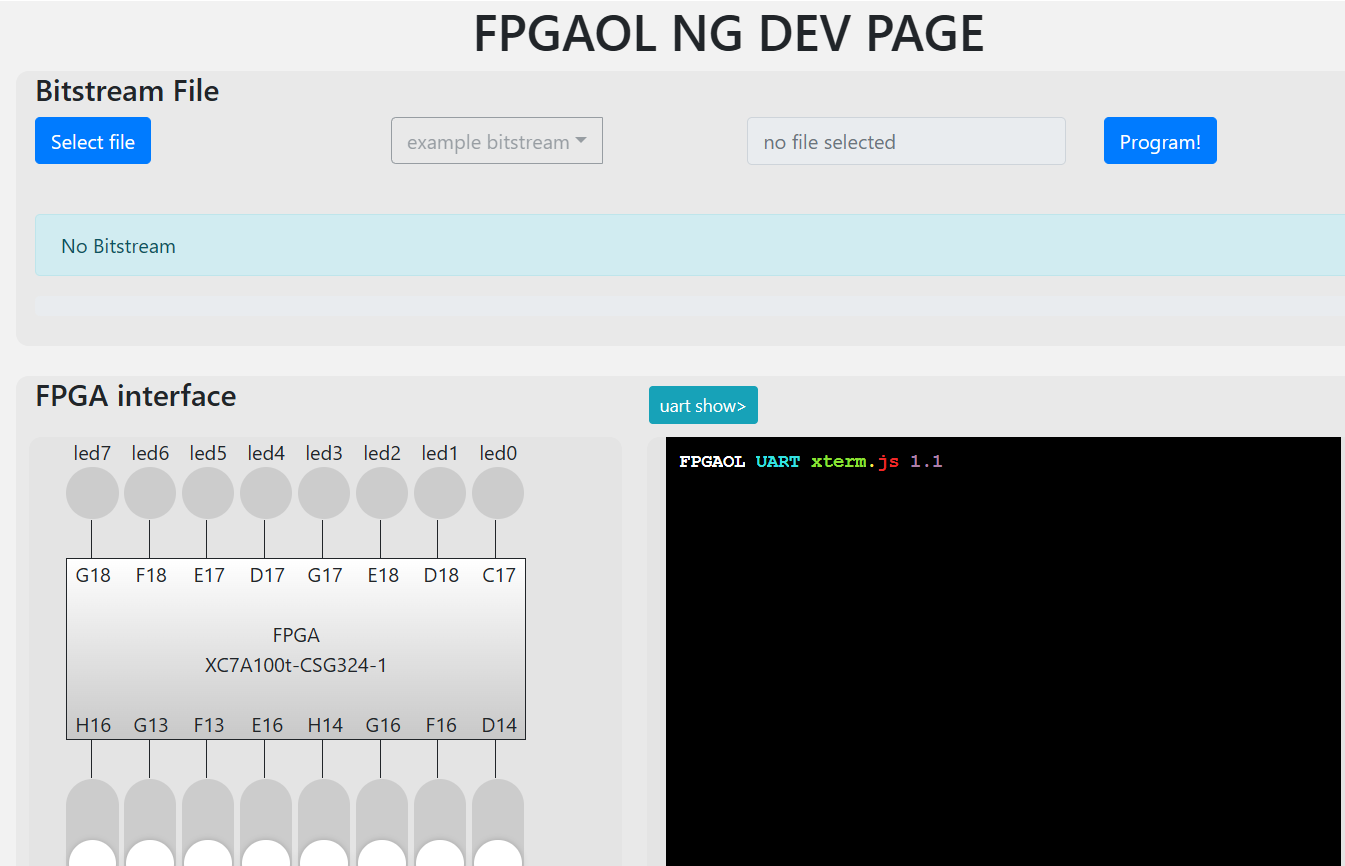 FPGAOL NG DEV PAGE
Bitstream File
Select file
example bitstream
no file selected
Program!
No Bitstream
FPGA interface
uart show>
led7 led6 led5 led4 led3 led2 led1 led0
G18 F18 E17 D17 G17 E18 D18 C17
FPGA
XC7A100t-CSG324-1
H16 G13 F13 E16 H14 G16 F16 D14
FPGAOL UART xterm.js 1.1